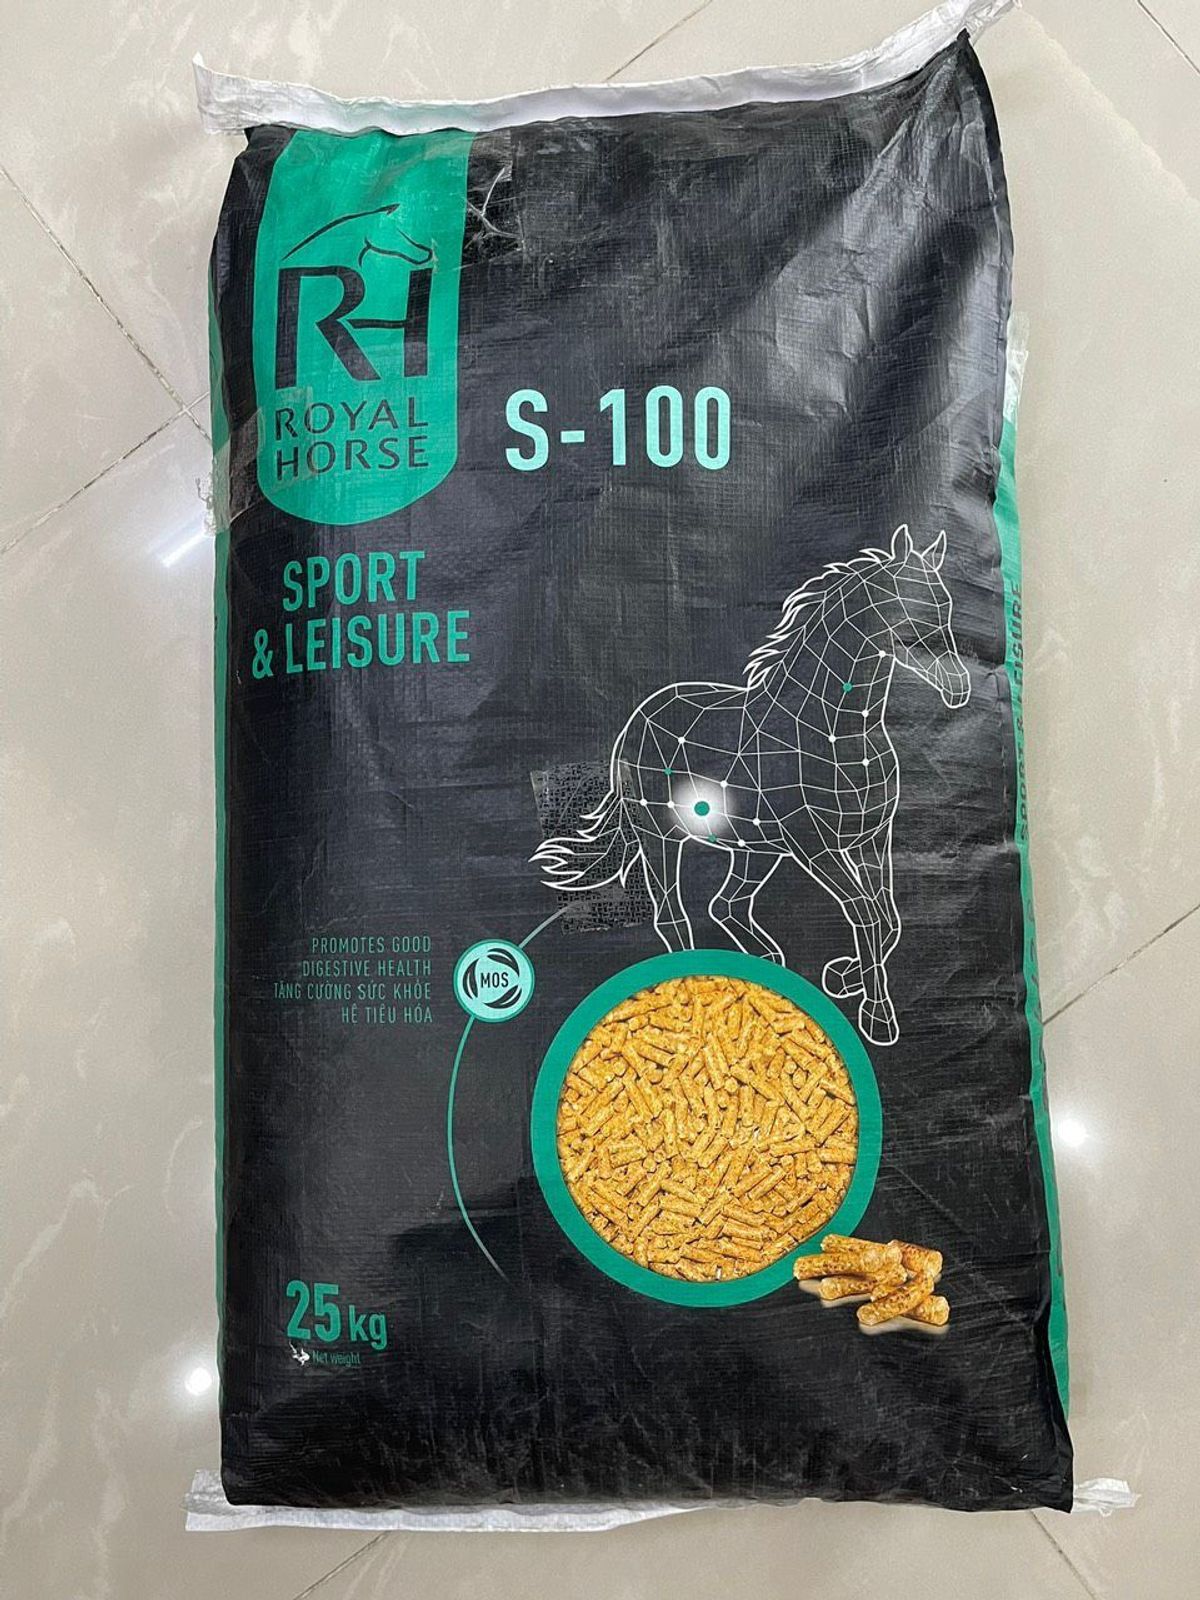 RH
ROYAL
HORSE
S-100
SPORT
& LEISURE
PROMOTES GOOD
DIGESTIVE HEALTH
TĂNG CƯỜNG SỨC KHỎE
HỆ TIÊU HÓA
MOS
25kg
Net weight
SPORT & LEISURE